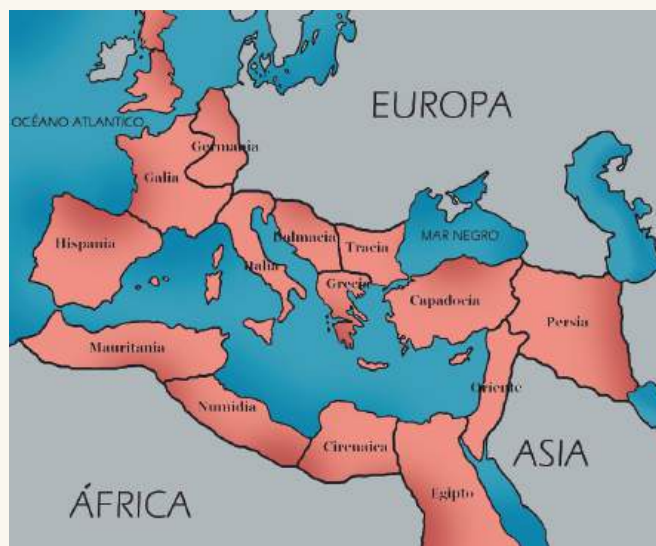 EUROPA
OCÉANO ATLANTICO
Germania
Galia
Hispania
Italia
Dalmacia
Tracia
MAR NEGRO
Grecia
Capadocia
Persia
Mauritania
Numidia
Cirenaica
Oriente
Egipto
ASIA
ÁFRICA